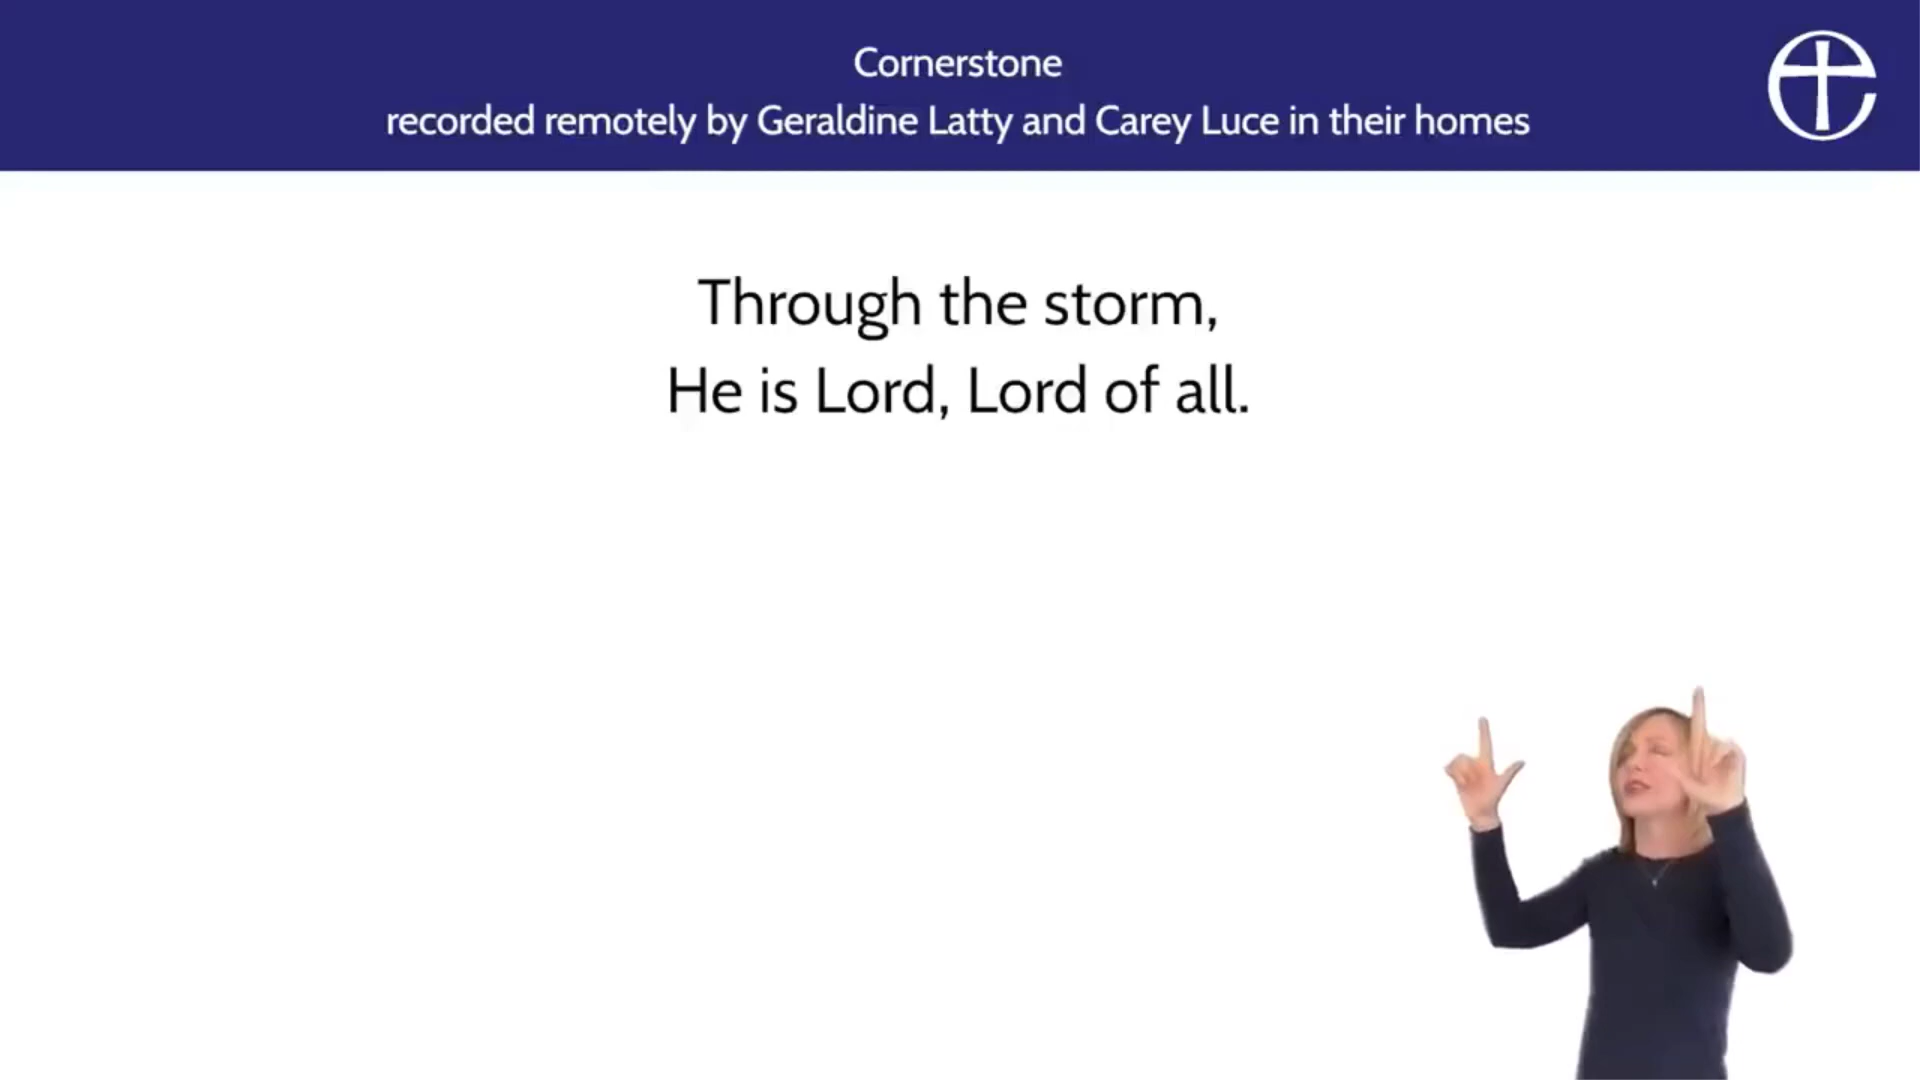 Cornerstone
recorded remotely by Geraldine Latty and Carey Luce in their homes
Through the storm,
He is Lord, Lord of all.